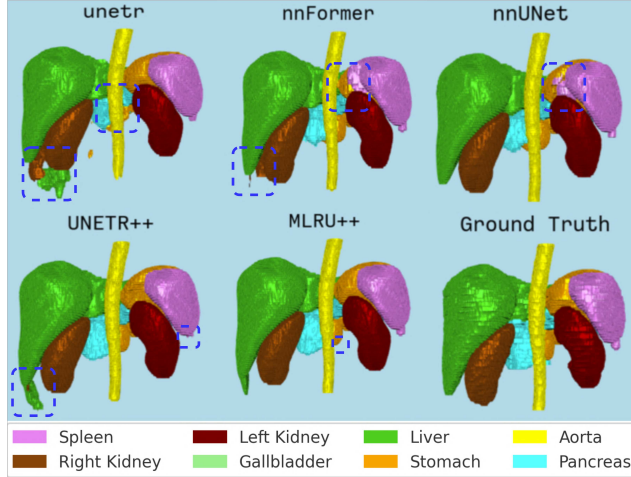 unetr nnFormer nnUNet
UNETR++ MLRU++ Ground Truth
Spleen Left Kidney Liver Aorta
Right Kidney Gallbladder Stomach Pancreas